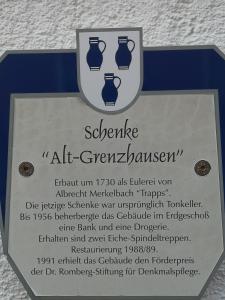 Schenke
"Alt-Grenzhausen"
Erbaut um 1730 als Eulerei von
Albrecht Merkelbach "Trapps".
Die jetzige Schenke war ursprünglich Tonkeller.
Bis 1956 beherbergte das Gebäude im Erdgeschoß
eine Bank und eine Drogerie.
Erhalten sind zwei Eiche-Spindeltreppen.
Restaurierung 1988/89.
1991 erhielt das Gebäude den Förderpreis
der Dr. Romberg-Stiftung für Denkmalspflege.